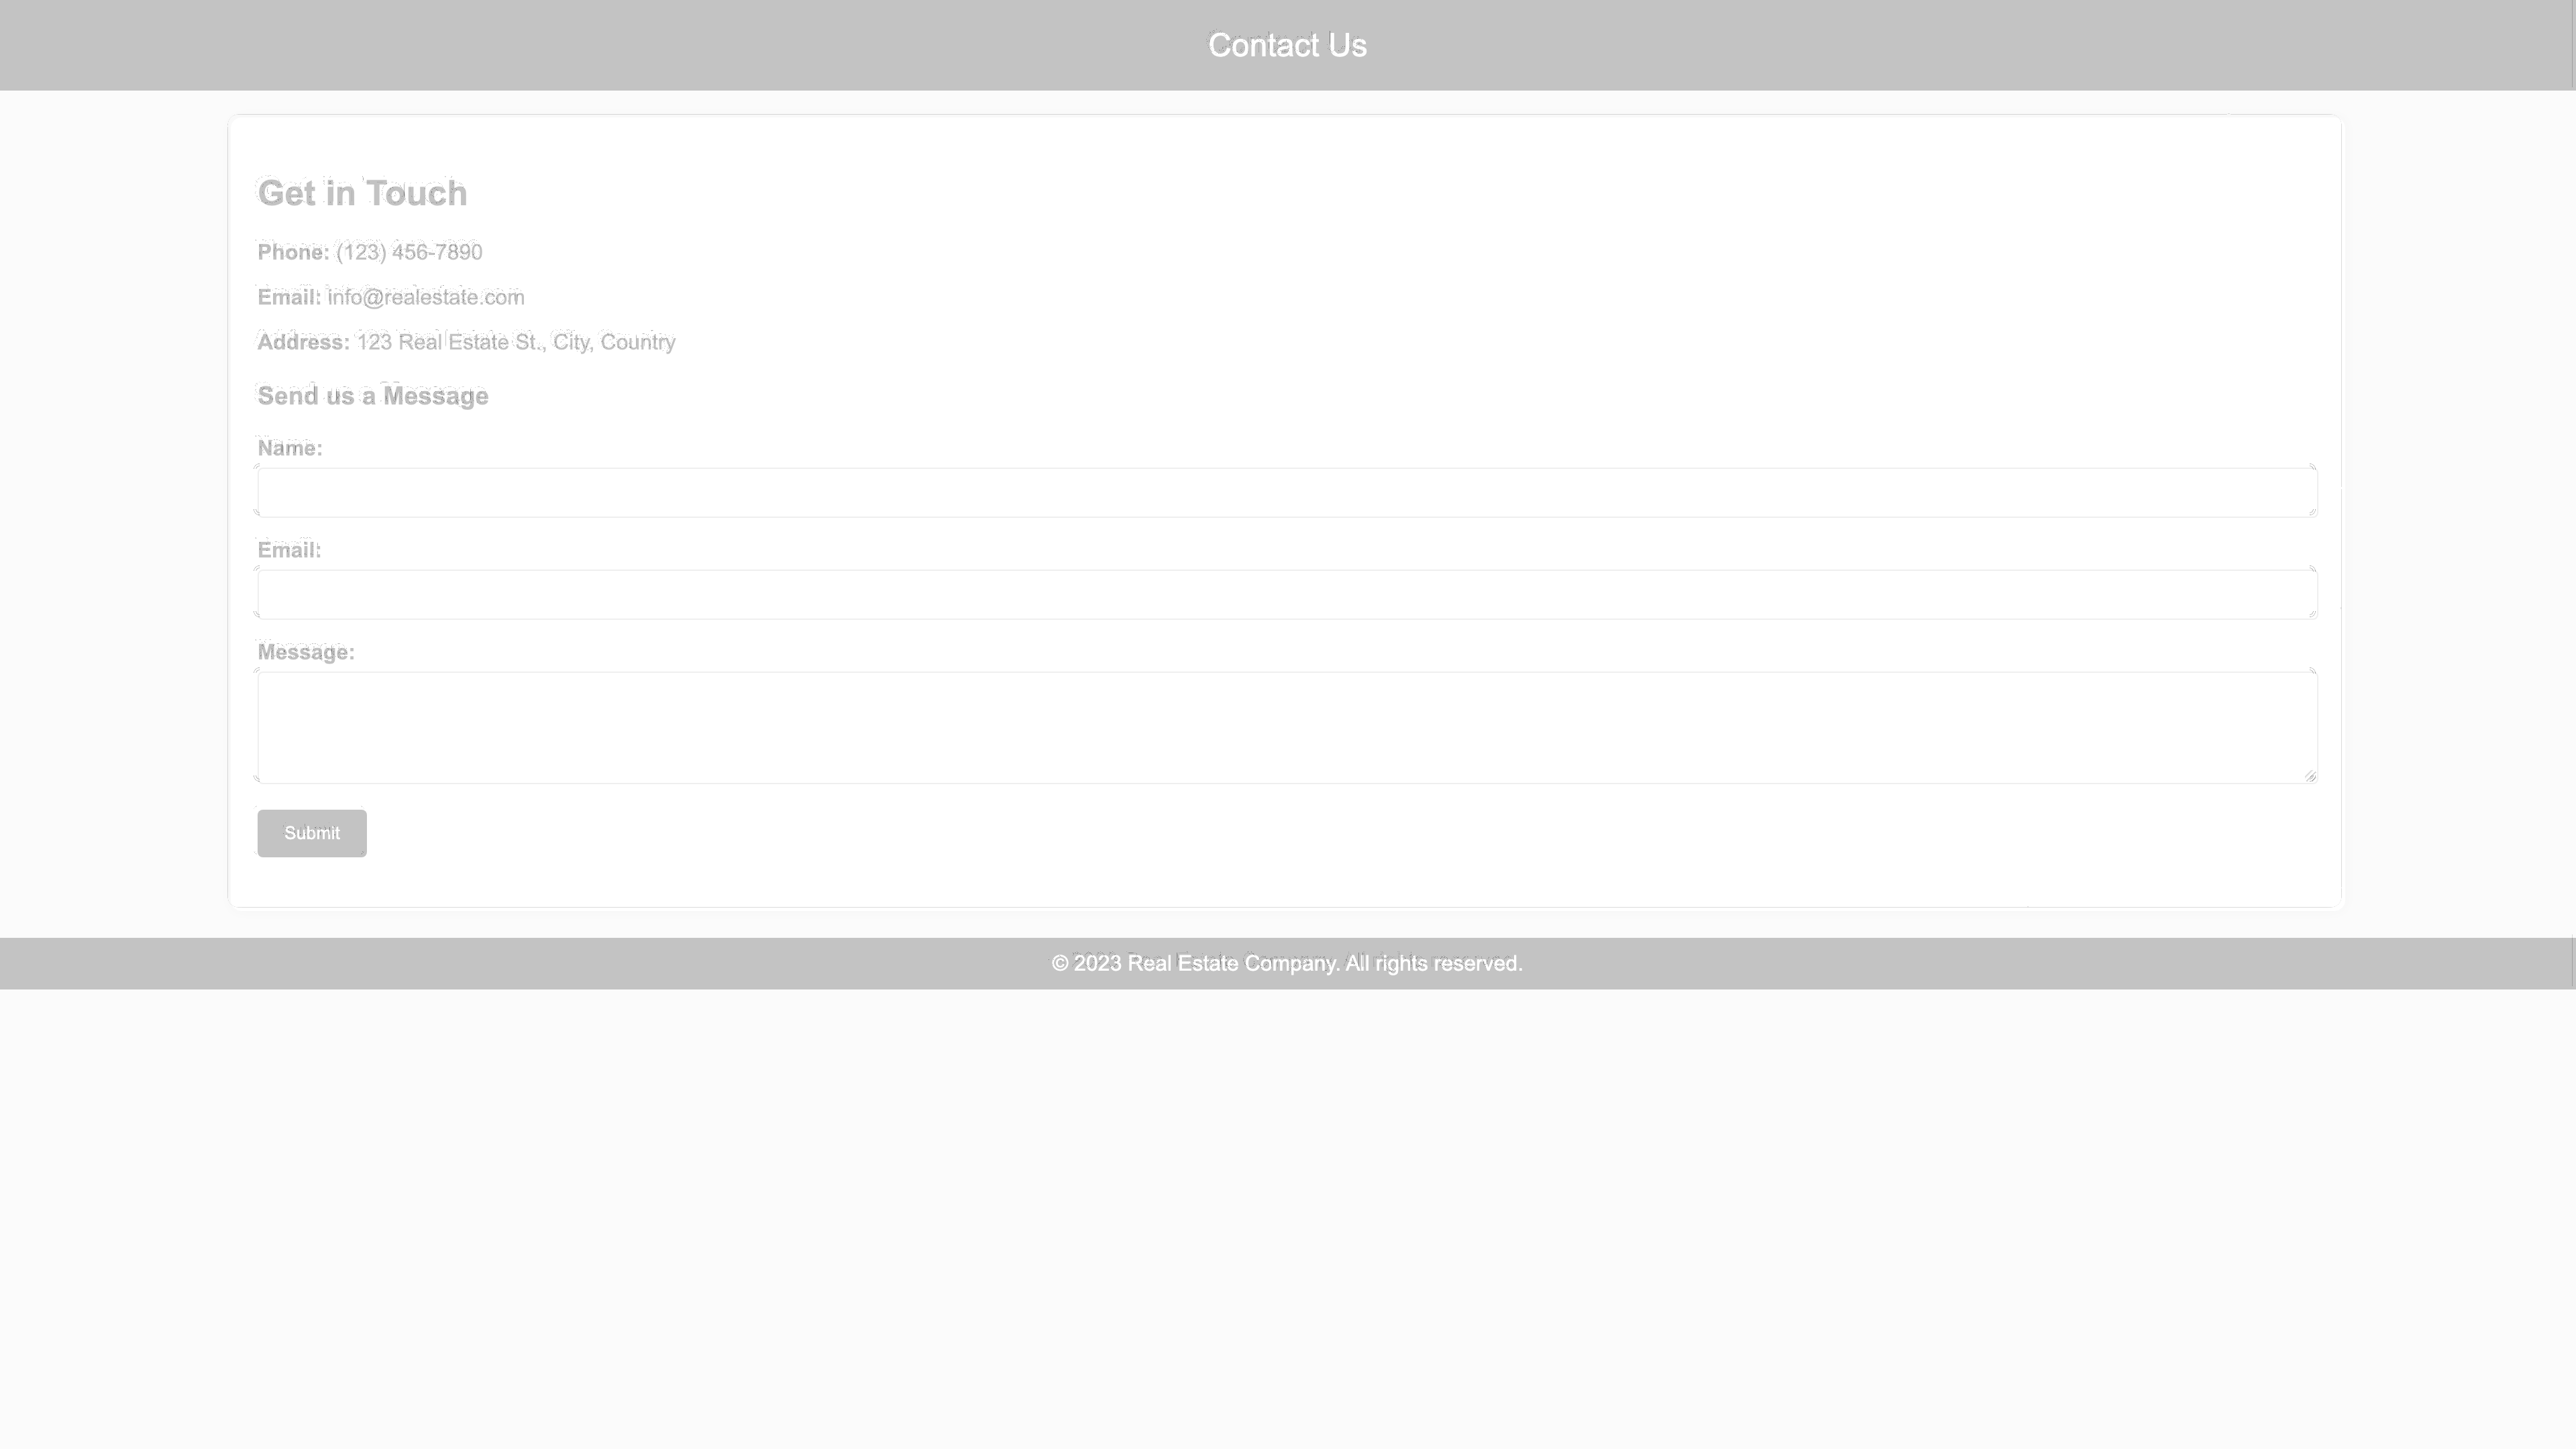 Contact Us
Get in Touch
Phone: (123) 456-7890
Email: info@realestate.com
Address: 123 Real Estate St., City, Country
Send us a Message
Name:
Email:
Message:
Submit
© 2023 Real Estate Company. All rights reserved.